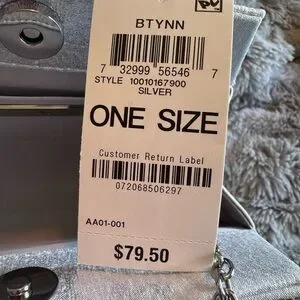 BTYNN
7 32999 56546 7
STYLE 10010167900
SILVER
ONE SIZE
Customer Return Label
072068506297
AA01-001
$79.50